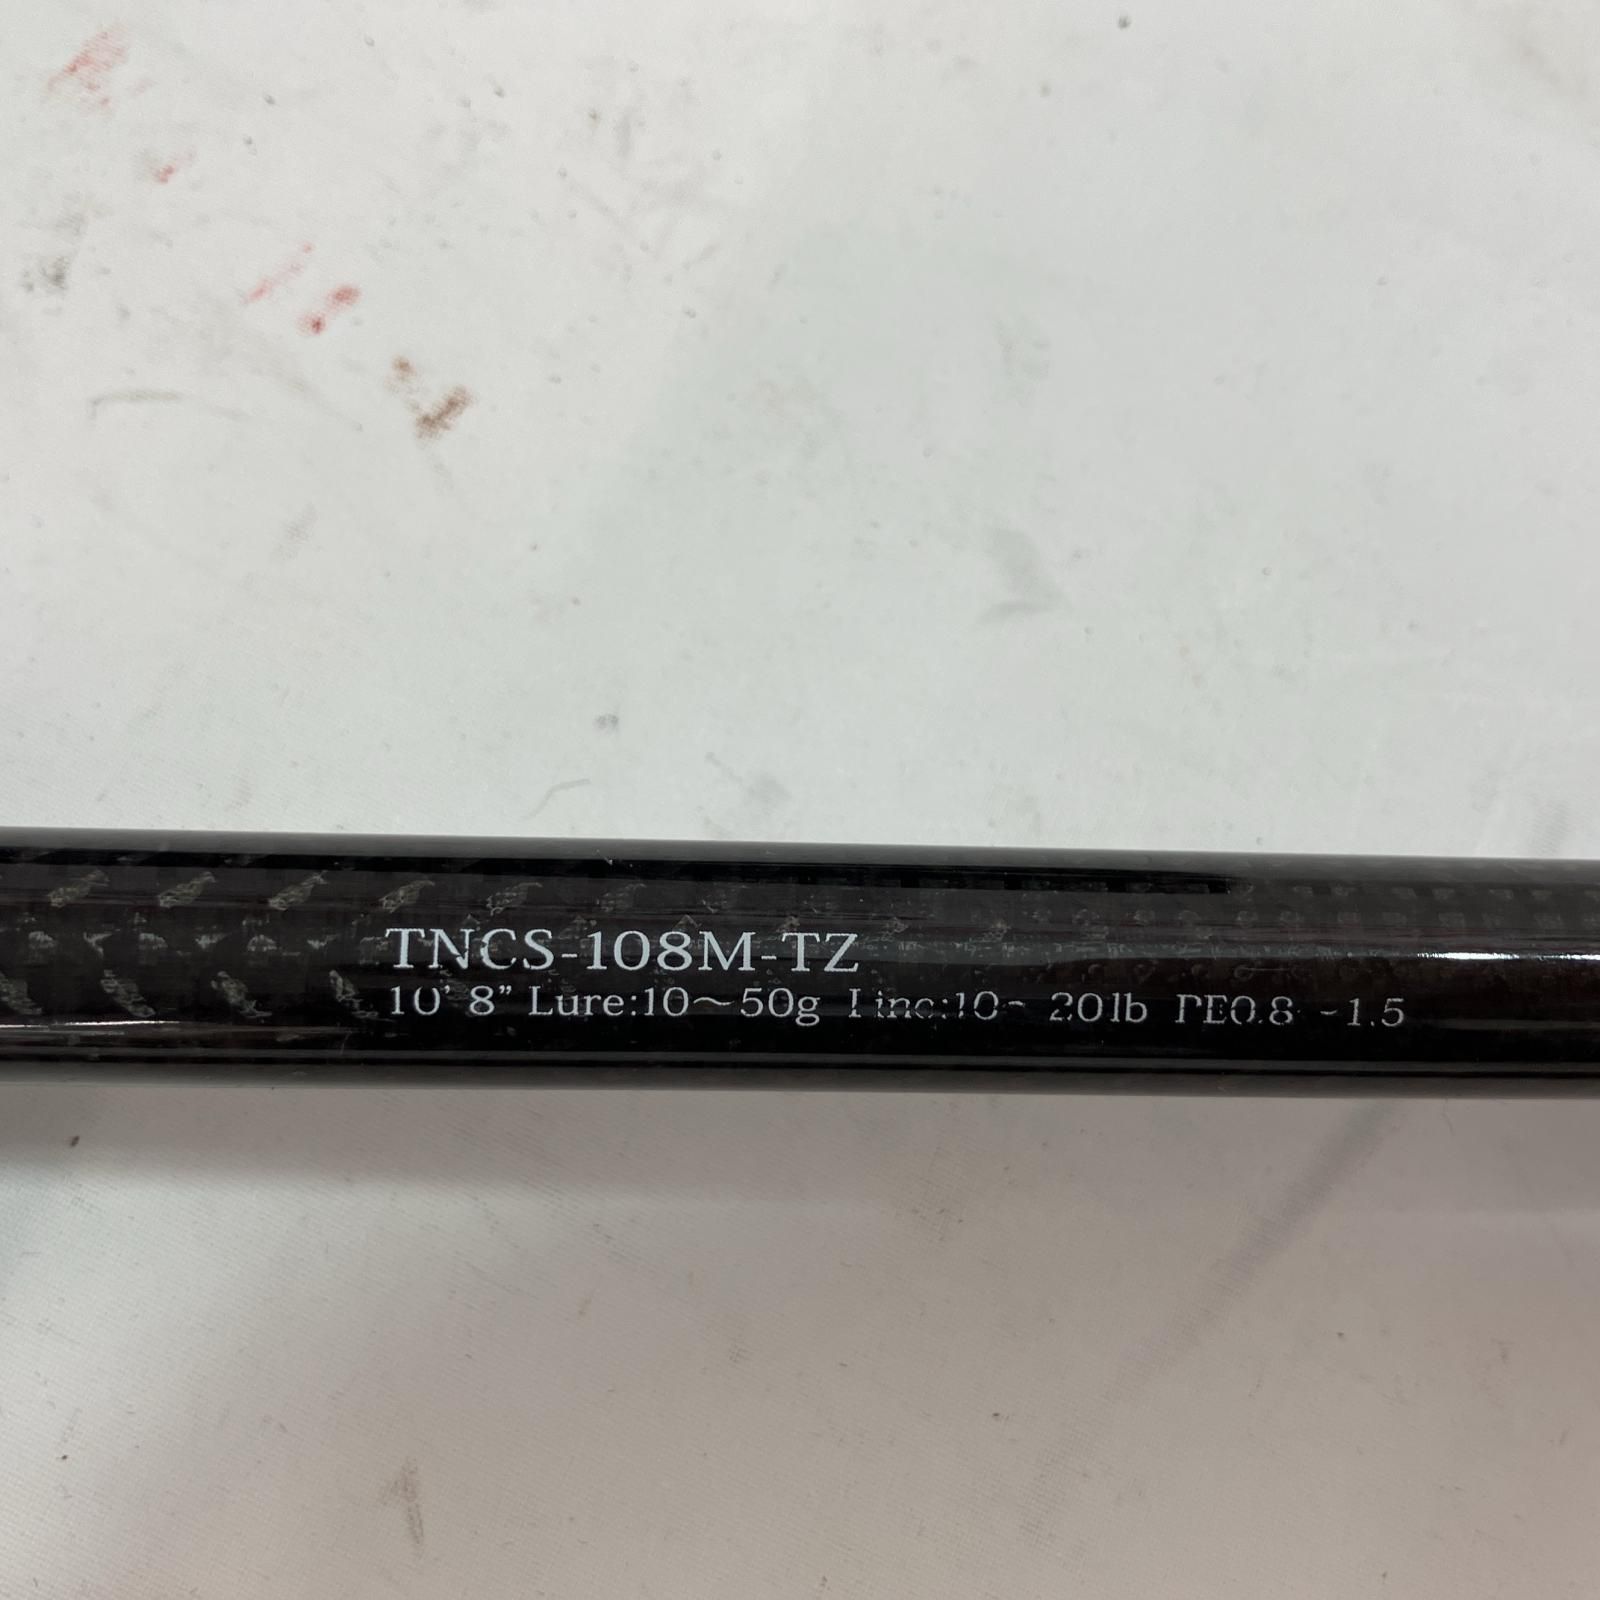 TNCS-108M-TZ
10' 8" Lure:10～50g Line:10～20lb PE0.8～1.5